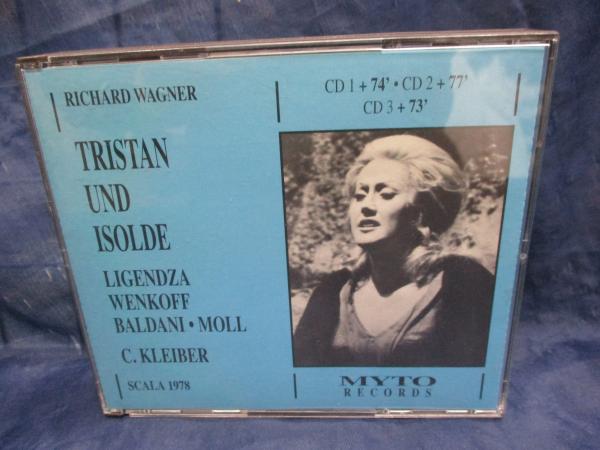 RICHARD WAGNER
CD 1 + 74' • CD 2 + 77'
CD 3 + 73'
TRISTAN
UND
ISOLDE
LIGENDZA
WENKOFF
BALDANI • MOLL
C. KLEIBER
SCALA 1978
MYTO
RECORDS